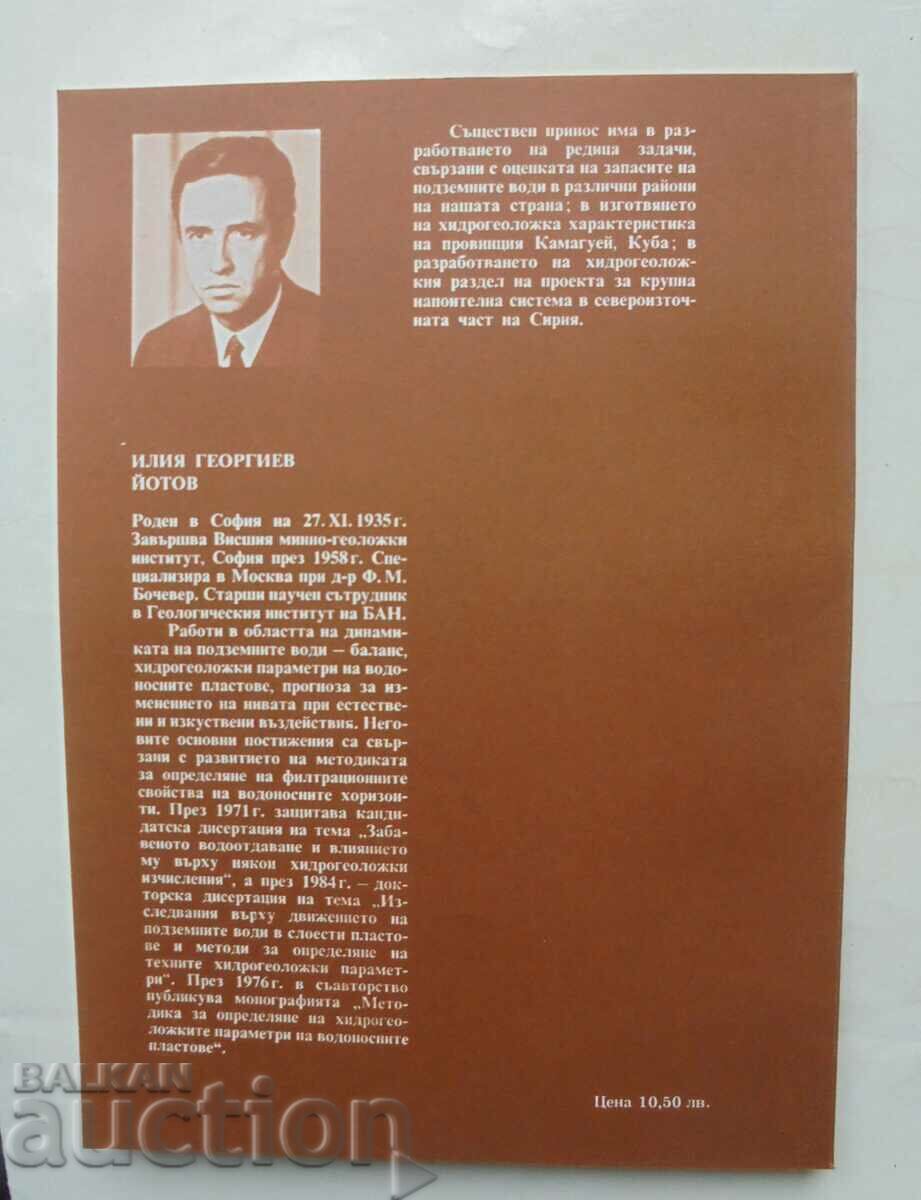 ИЛИЯ ГЕОРГИЕВ
ЙОТОВ
Роден в София на 27. XI. 1935 г.
Завършва Висшия минно-геоложки
институт, София през 1958 г. Спе-
циализира в Москва при д-р Ф. М.
Бочевер. Старши научен сътрудник
в Геологическия институт на БАН.
Работи в областта на динами-
ката на подземните води – баланс,
хидрогеоложки параметри на водо-
носните пластове, прогноза за из-
менението на нивата при естестве-
ни и изкуствени въздействия. Него-
вите основни постижения са свър-
зани с развитието на методиката
за определяне на филтрационните
свойства на водоносните хоризон-
ти. През 1971 г. защитава канди-
датска дисертация на тема „Заба-
веното водоотдаване и влиянието
му върху някои хидрогеоложки
изчисления“, а през 1984 г. – док-
торска дисертация на тема „Из-
следвания върху движението на
подземните води в слоести пласто-
ве и методи за определяне на
техните хидрогеоложки парамет-
ри“. През 1976 г. в съавторство
публикува монографията „Мето-
дика за определяне на хидрогео-
ложките параметри на водоносните
пластове“.
Съществен принос има в раз-
работването на редица задачи,
свързани с оценката на запасите на
подземните води в различни райони
на нашата страна; в изготвянето
на хидрогеоложка характеристика
на провинция Камагуей, Куба; в
разработването на хидрогеолож-
кия раздел на проекта за крупна
напоителна система в североизточ-
ната част на Сирия.
Цена 10,50 лв.
BALKAN
auction